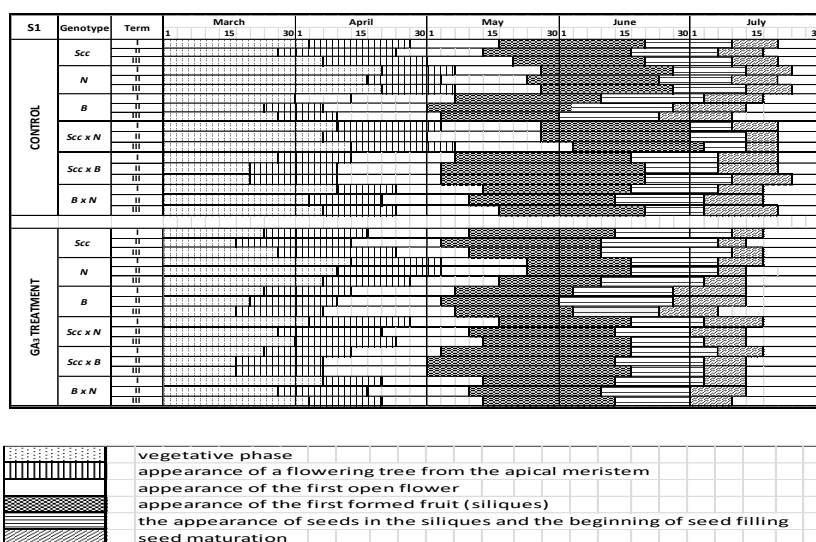 S1 Genotype Term March April May June July
1 15 30 1 15 30 1 15 30 1 15 30 1 15
CONTROL
Scc I
II
III
N I
II
III
B I
II
III
Scc x N I
II
III
Scc x B I
II
III
B x N I
II
III
GA3 TREATMENT
Scc I
II
III
N I
II
III
B I
II
III
Scc x N I
II
III
Scc x B I
II
III
B x N I
II
III
vegetative phase
appearance of a flowering tree from the apical meristem
appearance of the first open flower
appearance of the first formed fruit (siliques)
the appearance of seeds in the siliques and the beginning of seed filling
seed maturation